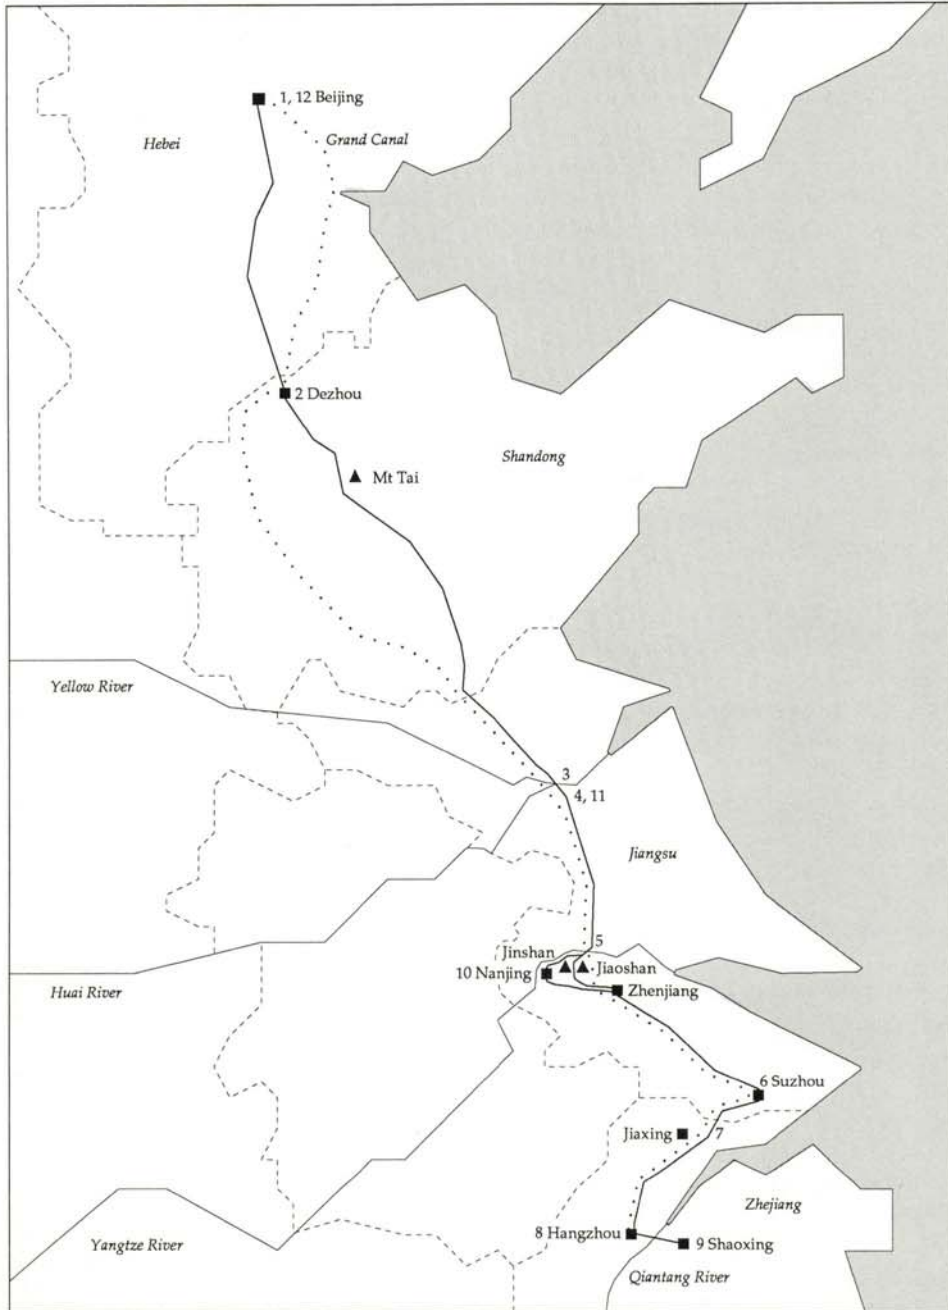 1, 12 Beijing
Grand Canal
Hebei
2 Dezhou
Shandong
Mt Tai
Yellow River
3
4, 11
Jiangsu
5
Jinshan
10 Nanjing
Jiaoshan
Huai River
Zhenjiang
6 Suzhou
Jiaxing
7
Zhejiang
8 Hangzhou
9 Shaoxing
Yangtze River
Qiantang River